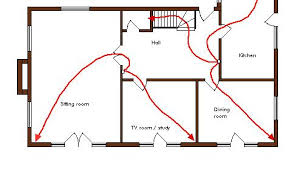 Hall
Kitchen
Sitting room
Dining
room
TV room / study